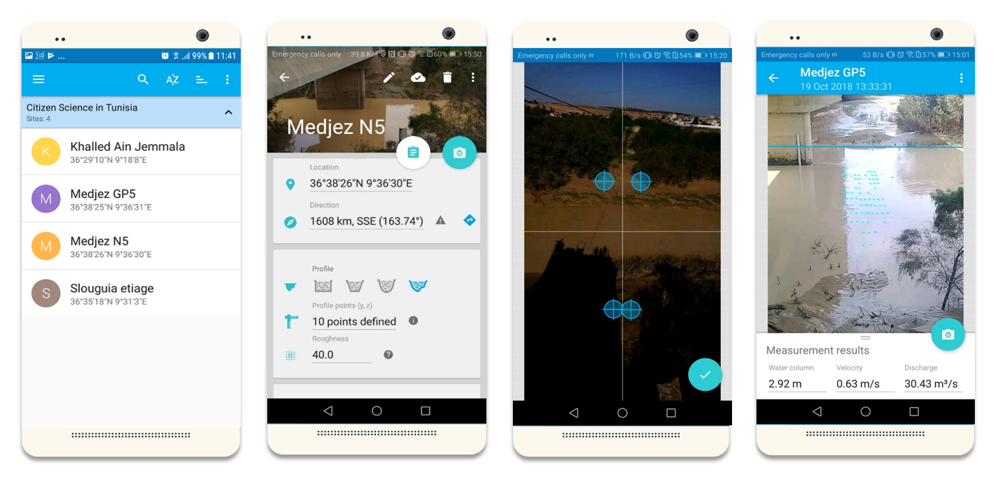 99% 11:41
Citizen Science in Tunisia
Sites: 4
K
Khalled Ain Jemmala
36°29'10"N 9°18'8"E
M
Medjez GP5
36°38'25"N 9°36'31"E
M
Medjez N5
36°38'26"N 9°36'30"E
S
Slouguia etiage
36°35'18"N 9°31'3"E
Emergency calls only 39.8 K/s 60% 15:50
Medjez N5
Location
36°38'26"N 9°36'30"E
Direction
1608 km, SSE (163.74°)
Profile
Profile points (y, z)
10 points defined
Roughness
40.0
Emergency calls only 171 B/s 54% 15:20
Emergency calls only 53 B/s 57% 15:01
Medjez GP5
19 Oct 2018 13:33:31
Measurement results
Water column Velocity Discharge
2.92 m 0.63 m/s 30.43 m³/s